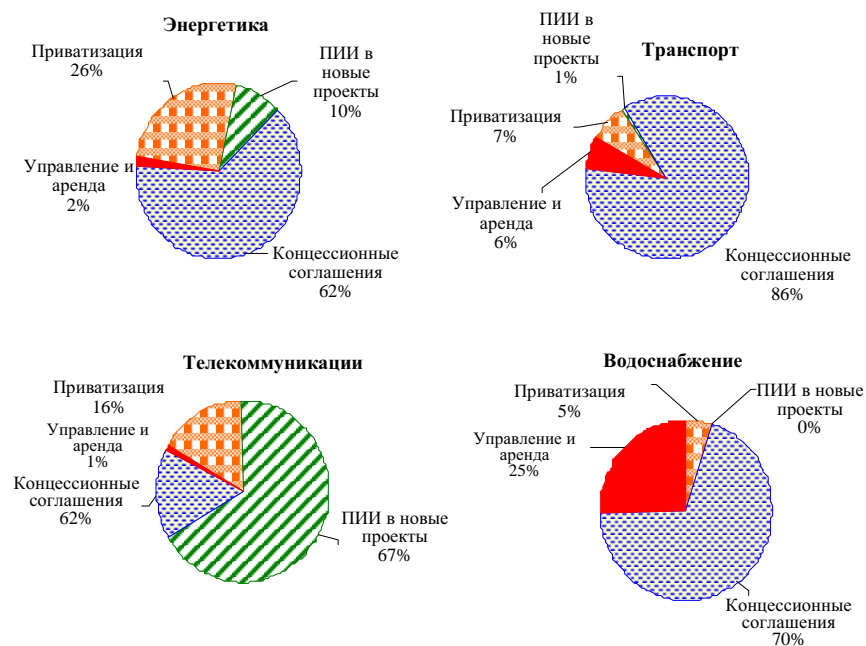 Энергетика
Приватизация
26%
ПИИ в
новые
проекты
10%
Управление и
аренда
2%
Концессионные
соглашения
62%
Транспорт
ПИИ в
новые
проекты
1%
Приватизация
7%
Управление и
аренда
6%
Концессионные
соглашения
86%
Телекоммуникации
Приватизация
16%
Управление и
аренда
1%
Концессионные
соглашения
62%
ПИИ в новые
проекты
67%
Водоснабжение
Приватизация
5%
ПИИ в новые
проекты
0%
Управление и
аренда
25%
Концессионные
соглашения
70%